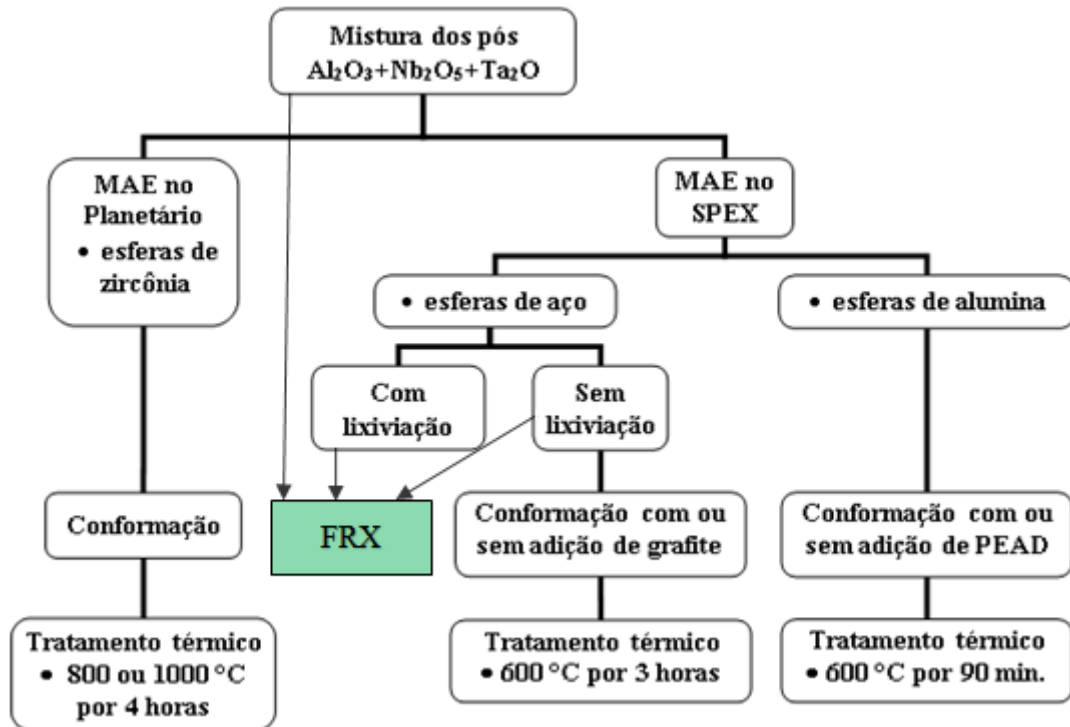 Mistura dos pós
Al₂O₃+Nb₂O₅+Ta₂O
MAE no
Planetário
• esferas de
zircônia
MAE no
SPEX
• esferas de aço
• esferas de alumina
Com
lixiviação
Sem
lixiviação
Conformação
FRX
Conformação com ou
sem adição de grafite
Conformação com ou
sem adição de PEAD
Tratamento térmico
• 800 ou 1000 °C
por 4 horas
Tratamento térmico
• 600 °C por 3 horas
Tratamento térmico
• 600 °C por 90 min.